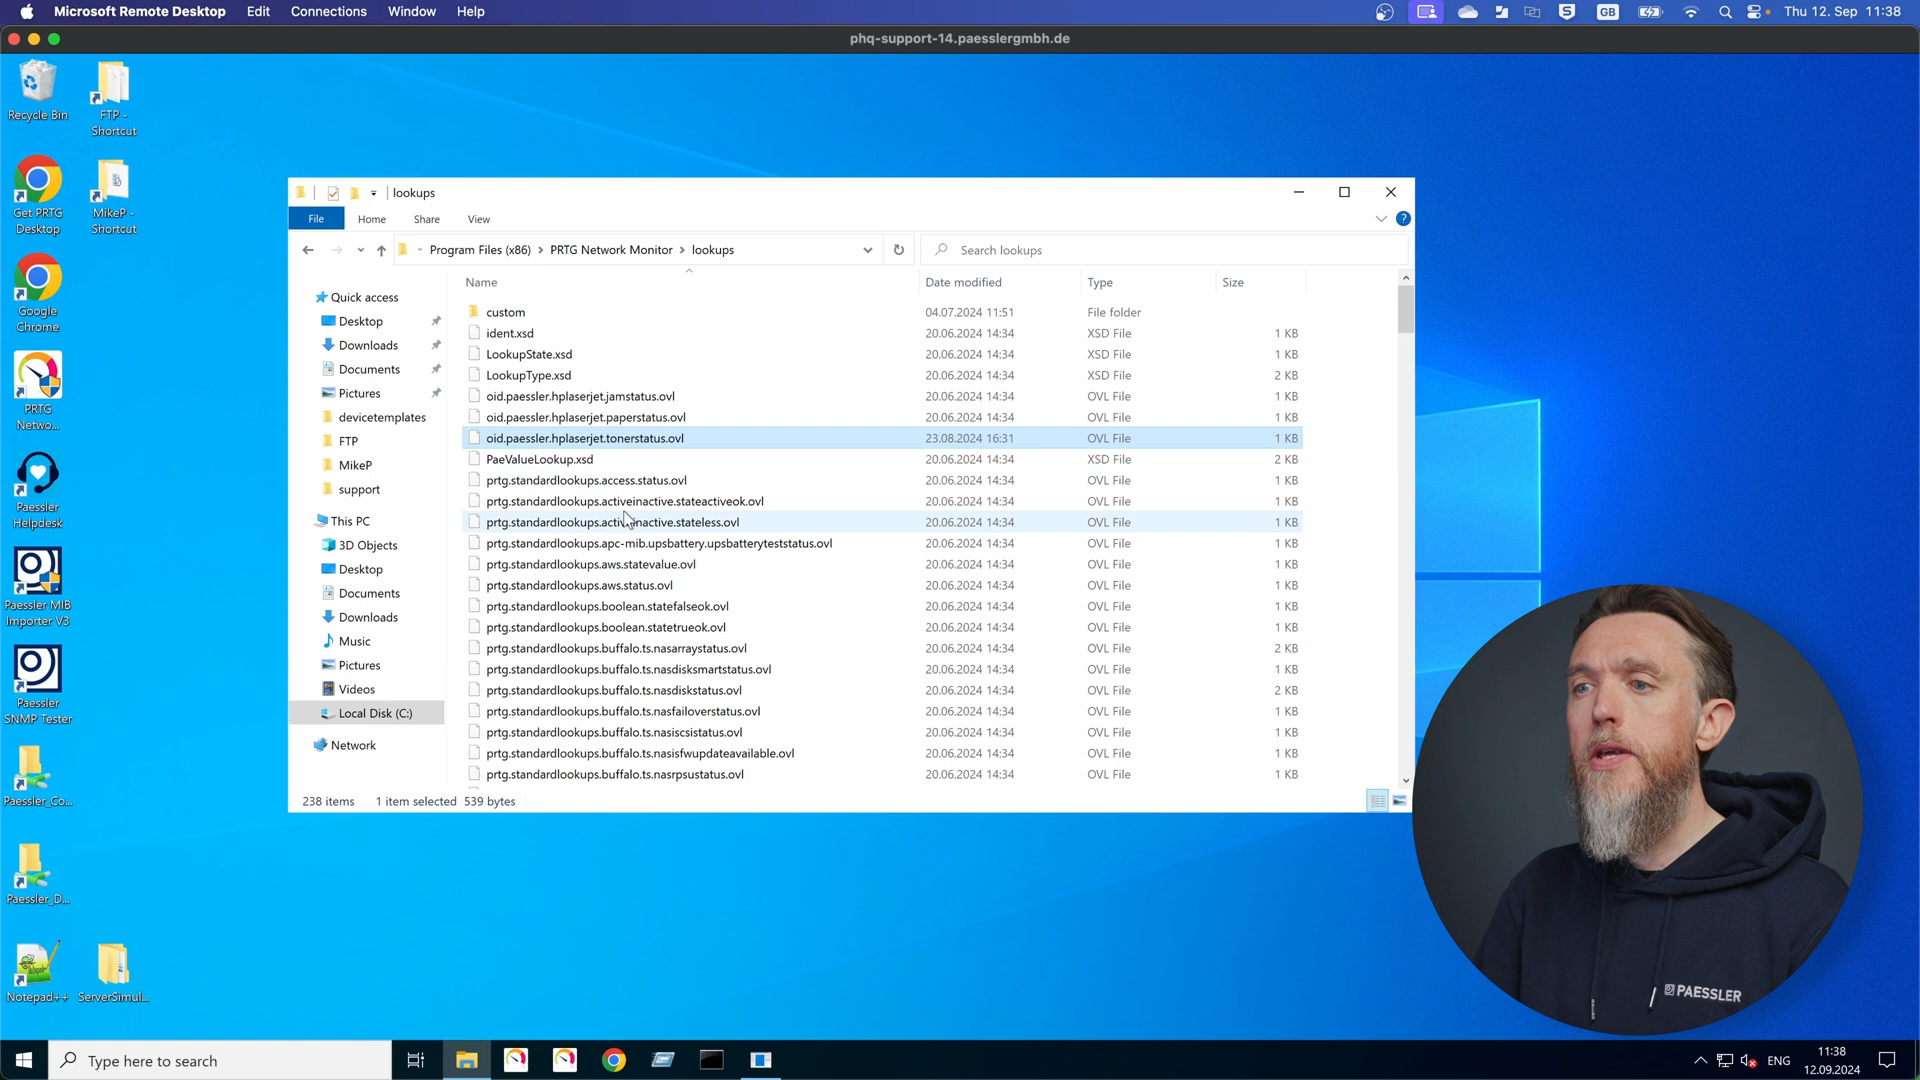 Microsoft Remote Desktop Edit Connections Window Help
GB Thu 12. Sep 11:38
phq-support-14.paesslergmbh.de
Recycle Bin
FTP -
Shortcut
Get PRTG
Desktop
MikeP -
Shortcut
Google
Chrome
PRTG
Netwo...
Paessler
Helpdesk
Paessler MIB
Importer V3
Paessler
SNMP Tester
Paessler_Co...
Paessler_D...
Notepad++
ServerSimul...
lookups
File Home Share View
Program Files (x86) PRTG Network Monitor lookups
Search lookups
Quick access
Desktop
Downloads
Documents
Pictures
devicetemplates
FTP
MikeP
support
This PC
3D Objects
Desktop
Documents
Downloads
Music
Pictures
Videos
Local Disk (C:)
Network
Name Date modified Type Size
custom 04.07.2024 11:51 File folder
ident.xsd 20.06.2024 14:34 XSD File 1 KB
LookupState.xsd 20.06.2024 14:34 XSD File 1 KB
LookupType.xsd 20.06.2024 14:34 XSD File 2 KB
oid.paessler.hplaserjet.jamstatus.ovl 20.06.2024 14:34 OVL File 1 KB
oid.paessler.hplaserjet.paperstatus.ovl 20.06.2024 14:34 OVL File 1 KB
oid.paessler.hplaserjet.tonerstatus.ovl 23.08.2024 16:31 OVL File 1 KB
PaeValueLookup.xsd 20.06.2024 14:34 XSD File 2 KB
prtg.standardlookups.access.status.ovl 20.06.2024 14:34 OVL File 1 KB
prtg.standardlookups.activeinactive.stateactiveok.ovl 20.06.2024 14:34 OVL File 1 KB
prtg.standardlookups.activeinactive.stateless.ovl 20.06.2024 14:34 OVL File 1 KB
prtg.standardlookups.apc-mib.upsbattery.upsbatteryteststatus.ovl 20.06.2024 14:34 OVL File 1 KB
prtg.standardlookups.aws.statevalue.ovl 20.06.2024 14:34 OVL File 1 KB
prtg.standardlookups.aws.status.ovl 20.06.2024 14:34 OVL File 1 KB
prtg.standardlookups.boolean.statefalseok.ovl 20.06.2024 14:34 OVL File 1 KB
prtg.standardlookups.boolean.statetrueok.ovl 20.06.2024 14:34 OVL File 1 KB
prtg.standardlookups.buffalo.ts.nasarraystatus.ovl 20.06.2024 14:34 OVL File 2 KB
prtg.standardlookups.buffalo.ts.nasdisksmartstatus.ovl 20.06.2024 14:34 OVL File 1 KB
prtg.standardlookups.buffalo.ts.nasdiskstatus.ovl 20.06.2024 14:34 OVL File 2 KB
prtg.standardlookups.buffalo.ts.nasfailoverstatus.ovl 20.06.2024 14:34 OVL File 1 KB
prtg.standardlookups.buffalo.ts.nasiscsistatus.ovl 20.06.2024 14:34 OVL File 1 KB
prtg.standardlookups.buffalo.ts.nasisfwupdateavailable.ovl 20.06.2024 14:34 OVL File 1 KB
prtg.standardlookups.buffalo.ts.nasrpsustatus.ovl 20.06.2024 14:34 OVL File 1 KB
238 items 1 item selected 539 bytes
PAESSLER
Type here to search
ENG
11:38
12.09.2024